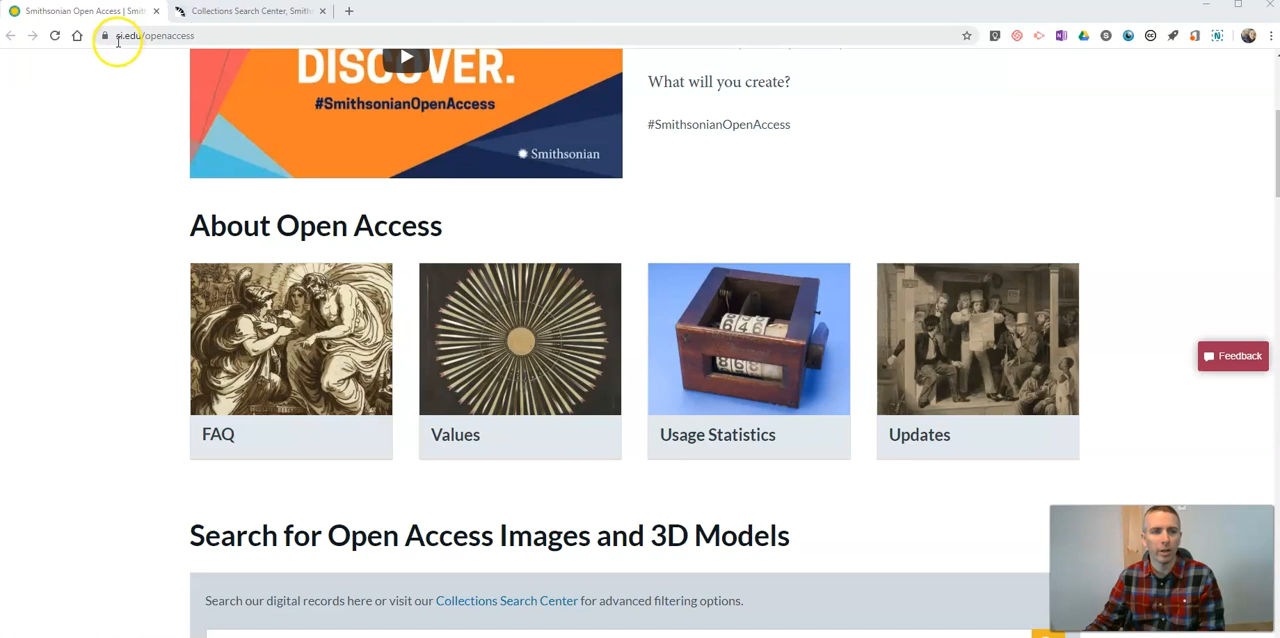 Smithsonian Open Access | Smit
Collections Search Center, Smith
si.edu/openaccess
DISCOVER.
#SmithsonianOpenAccess
Smithsonian
What will you create?
#SmithsonianOpenAccess
About Open Access
FAQ
Values
Usage Statistics
Updates
Feedback
Search for Open Access Images and 3D Models
Search our digital records here or visit our Collections Search Center for advanced filtering options.